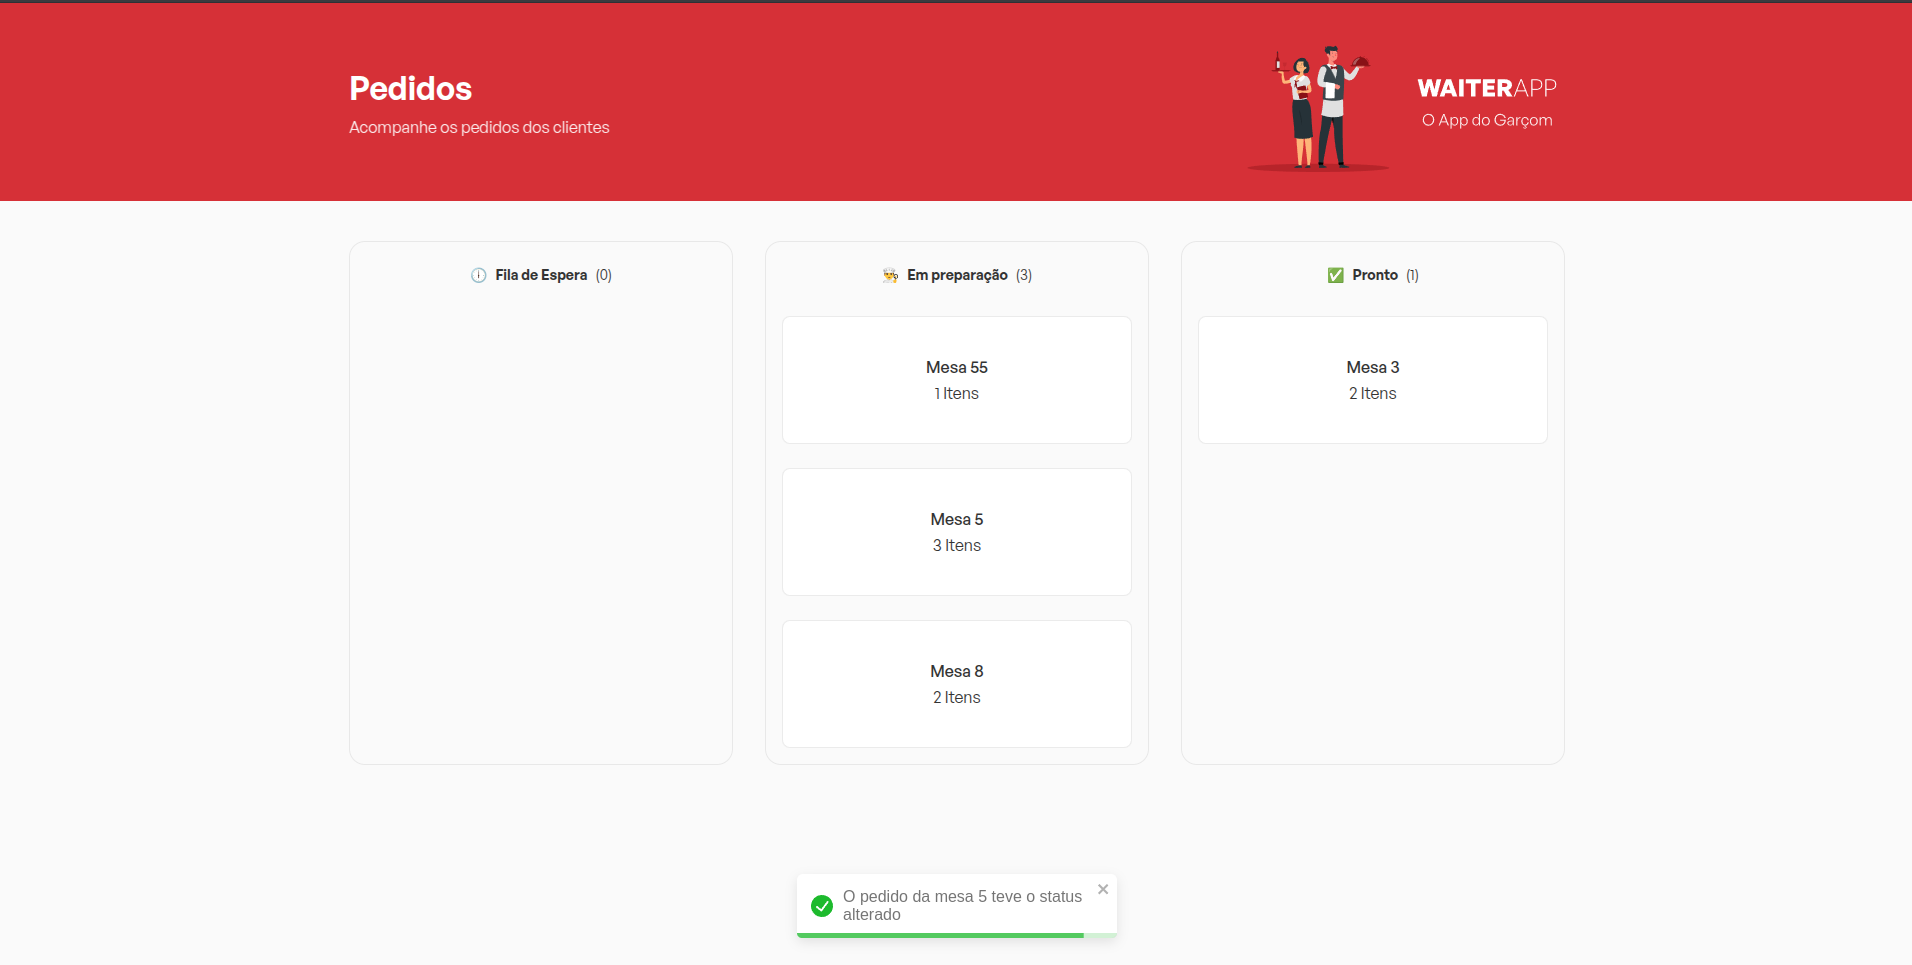 Pedidos
Acompanhe os pedidos dos clientes
WAITERAPP
O App do Garçom
Fila de Espera (0)
Em preparação (3)
Mesa 55
1 Itens
Mesa 5
3 Itens
Mesa 8
2 Itens
Pronto (1)
Mesa 3
2 Itens
O pedido da mesa 5 teve o status
alterado